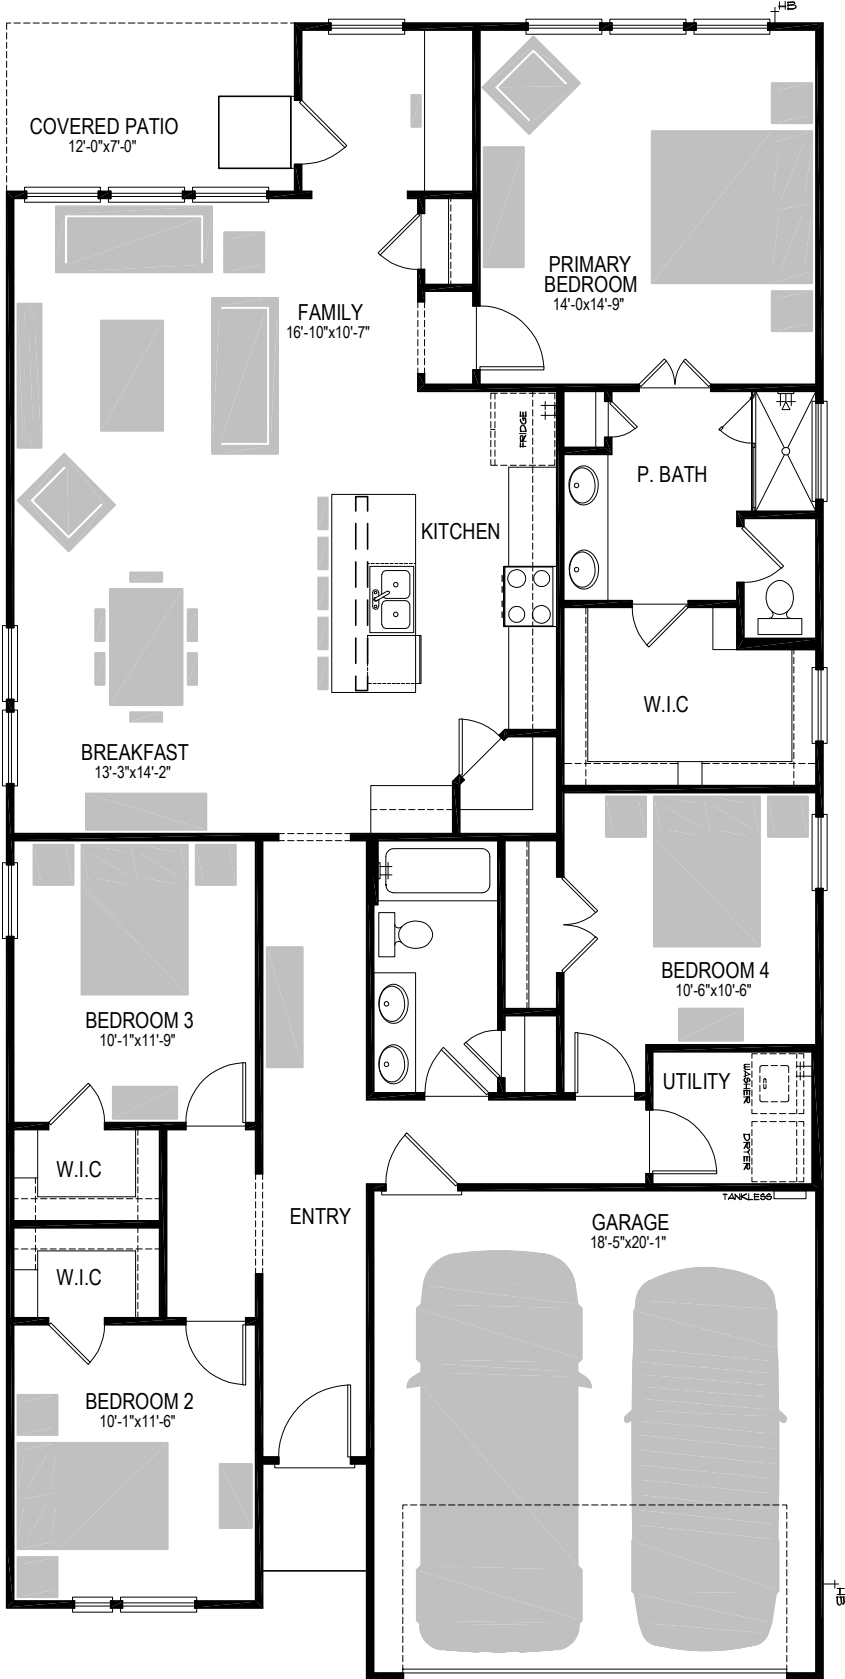 HB
COVERED PATIO
12'-0"x7'-0"
PRIMARY
BEDROOM
14'-0x14'-9"
FAMILY
16'-10"x10'-7"
FRIDGE
P. BATH
KITCHEN
W.I.C
BREAKFAST
13'-3"x14'-2"
BEDROOM 4
10'-6"x10'-6"
BEDROOM 3
10'-1"x11'-9"
UTILITY
WASHER
DRYER
W.I.C
TANKLESS
ENTRY
GARAGE
18'-5"x20'-1"
W.I.C
BEDROOM 2
10'-1"x11'-6"
HB